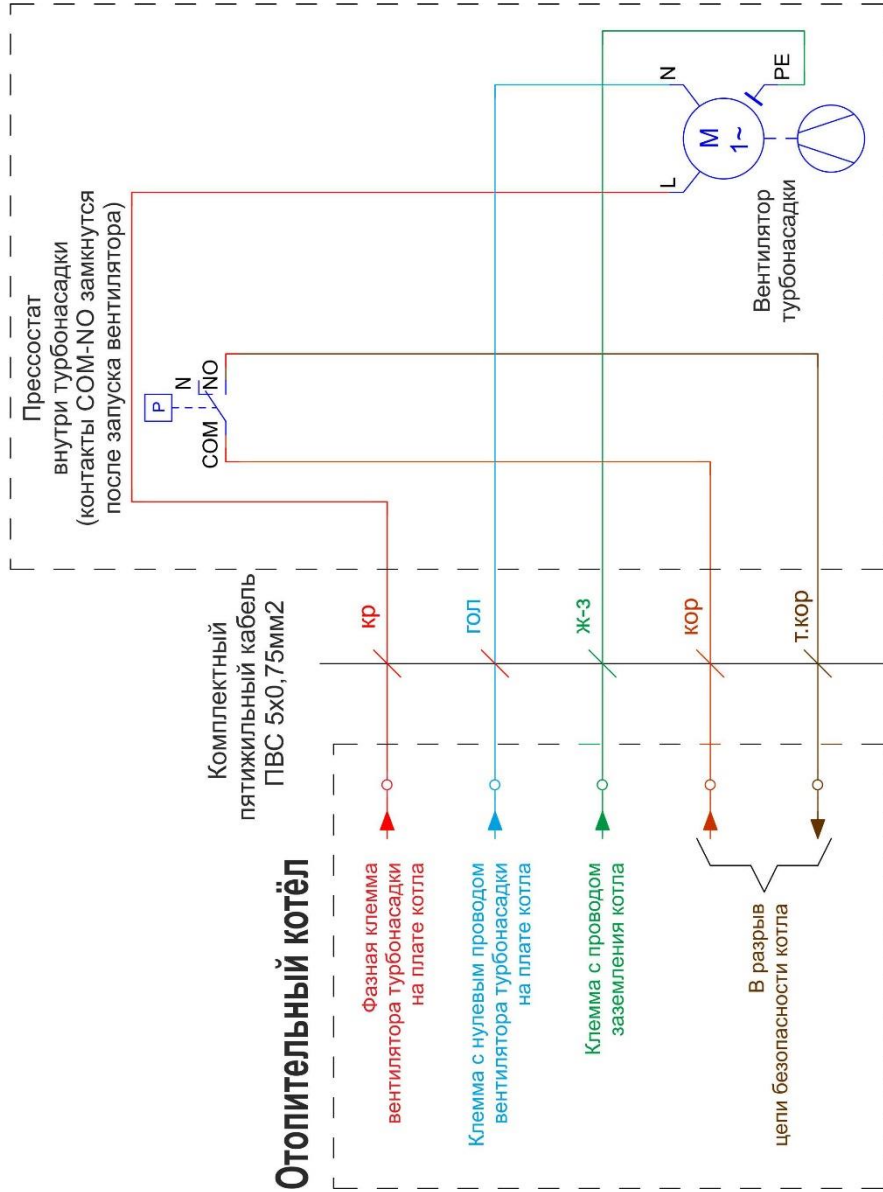 Отопительный котёл
Фазная клемма
вентилятора турбонасадки
на плате котла
Клемма с нулевым проводом
вентилятора турбонасадки
на плате котла
Клемма с проводом
заземления котла
В разрыв
цепи безопасности котла
Комплектный
пятижильный кабель
ПВС 5х0,75мм2
кр
гол
ж-з
кор
т.кор
Прессостат
внутри турбонасадки
(контакты COM-NO замкнутся
после запуска вентилятора)
P
N
NO
COM
L
N
PE
M
1~
Вентилятор
турбонасадки